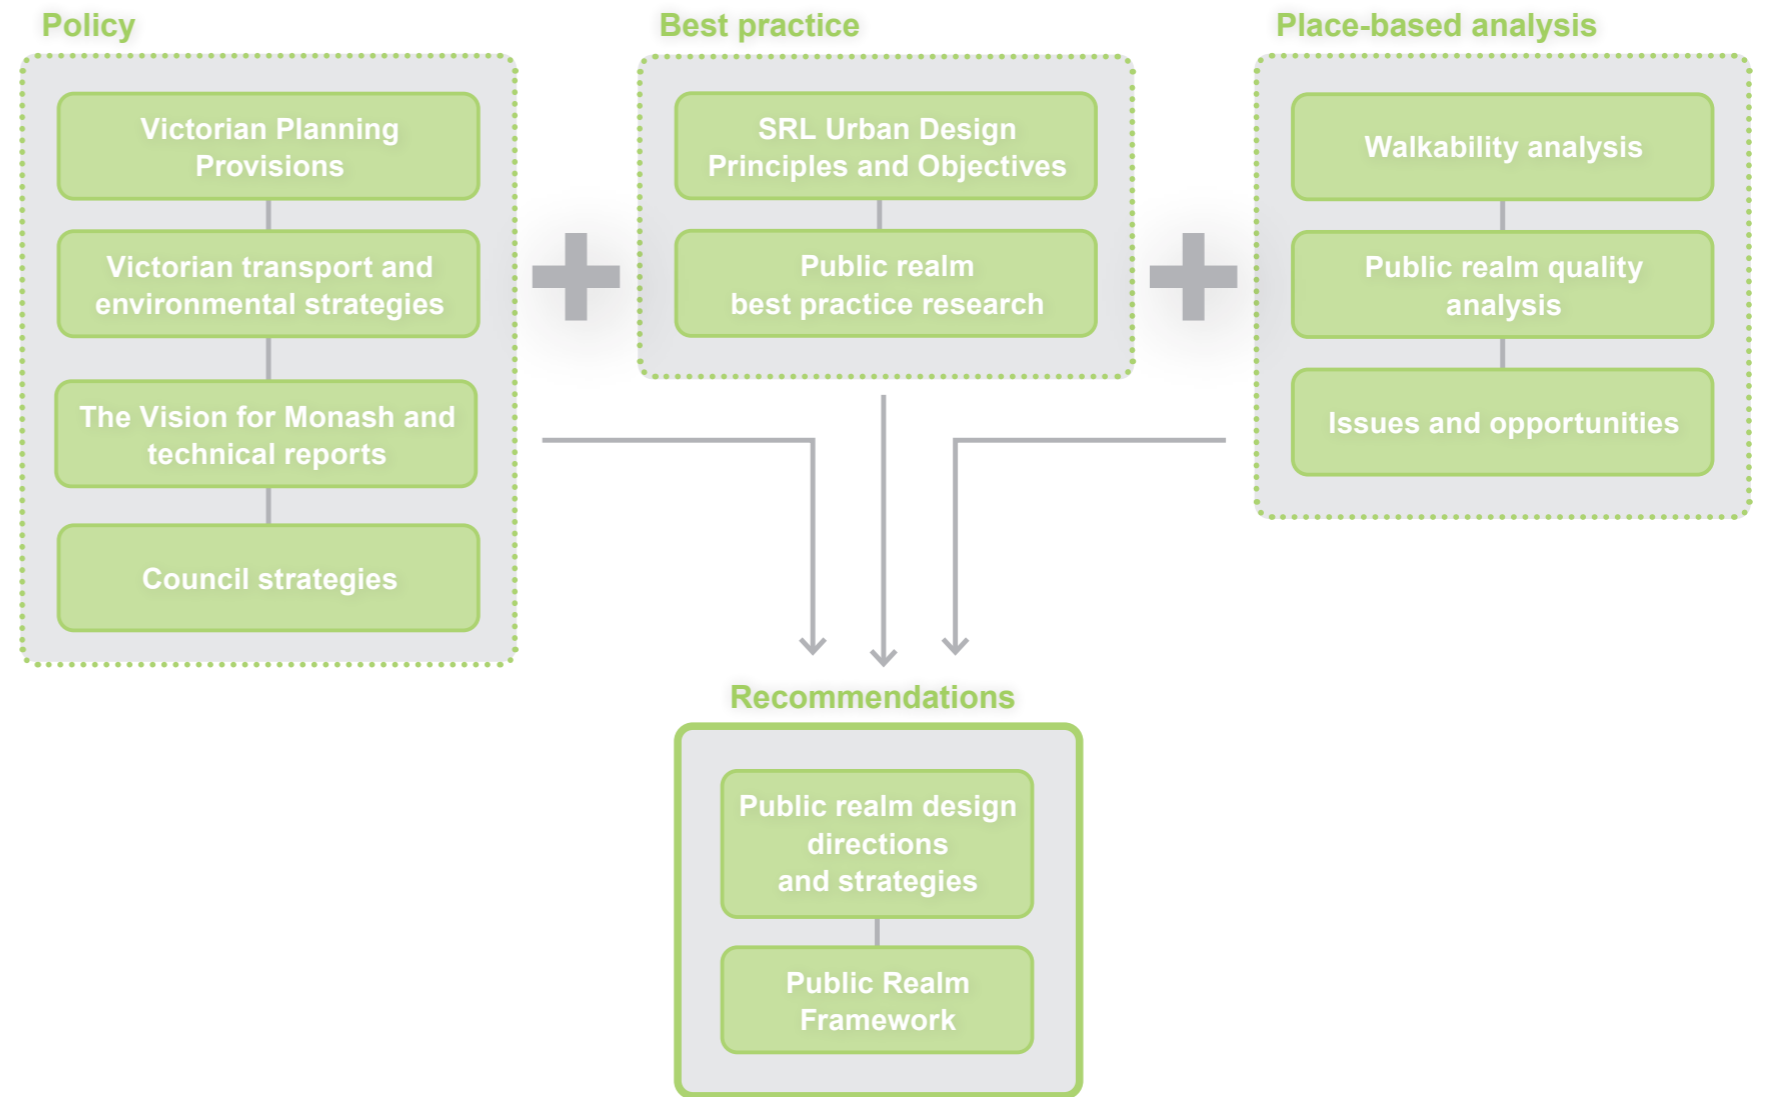 Policy
Victorian Planning
Provisions
Victorian transport and
environmental strategies
The Vision for Monash and
technical reports
Council strategies
Best practice
SRL Urban Design
Principles and Objectives
Public realm
best practice research
Place-based analysis
Walkability analysis
Public realm quality
analysis
Issues and opportunities
Recommendations
Public realm design
directions
and strategies
Public Realm
Framework